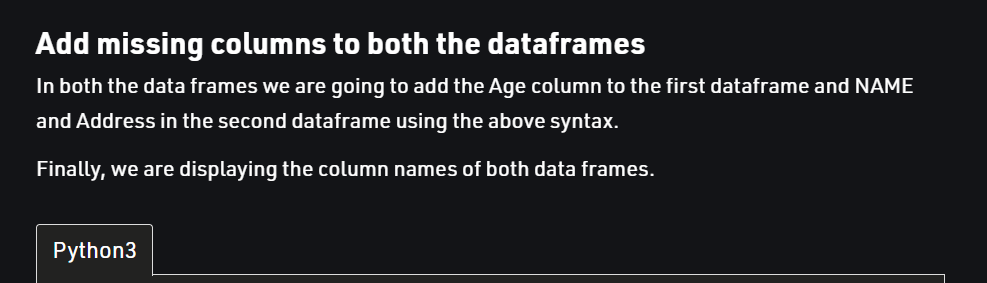 Add missing columns to both the dataframes
In both the data frames we are going to add the Age column to the first dataframe and NAME
and Address in the second dataframe using the above syntax.
Finally, we are displaying the column names of both data frames.
Python3